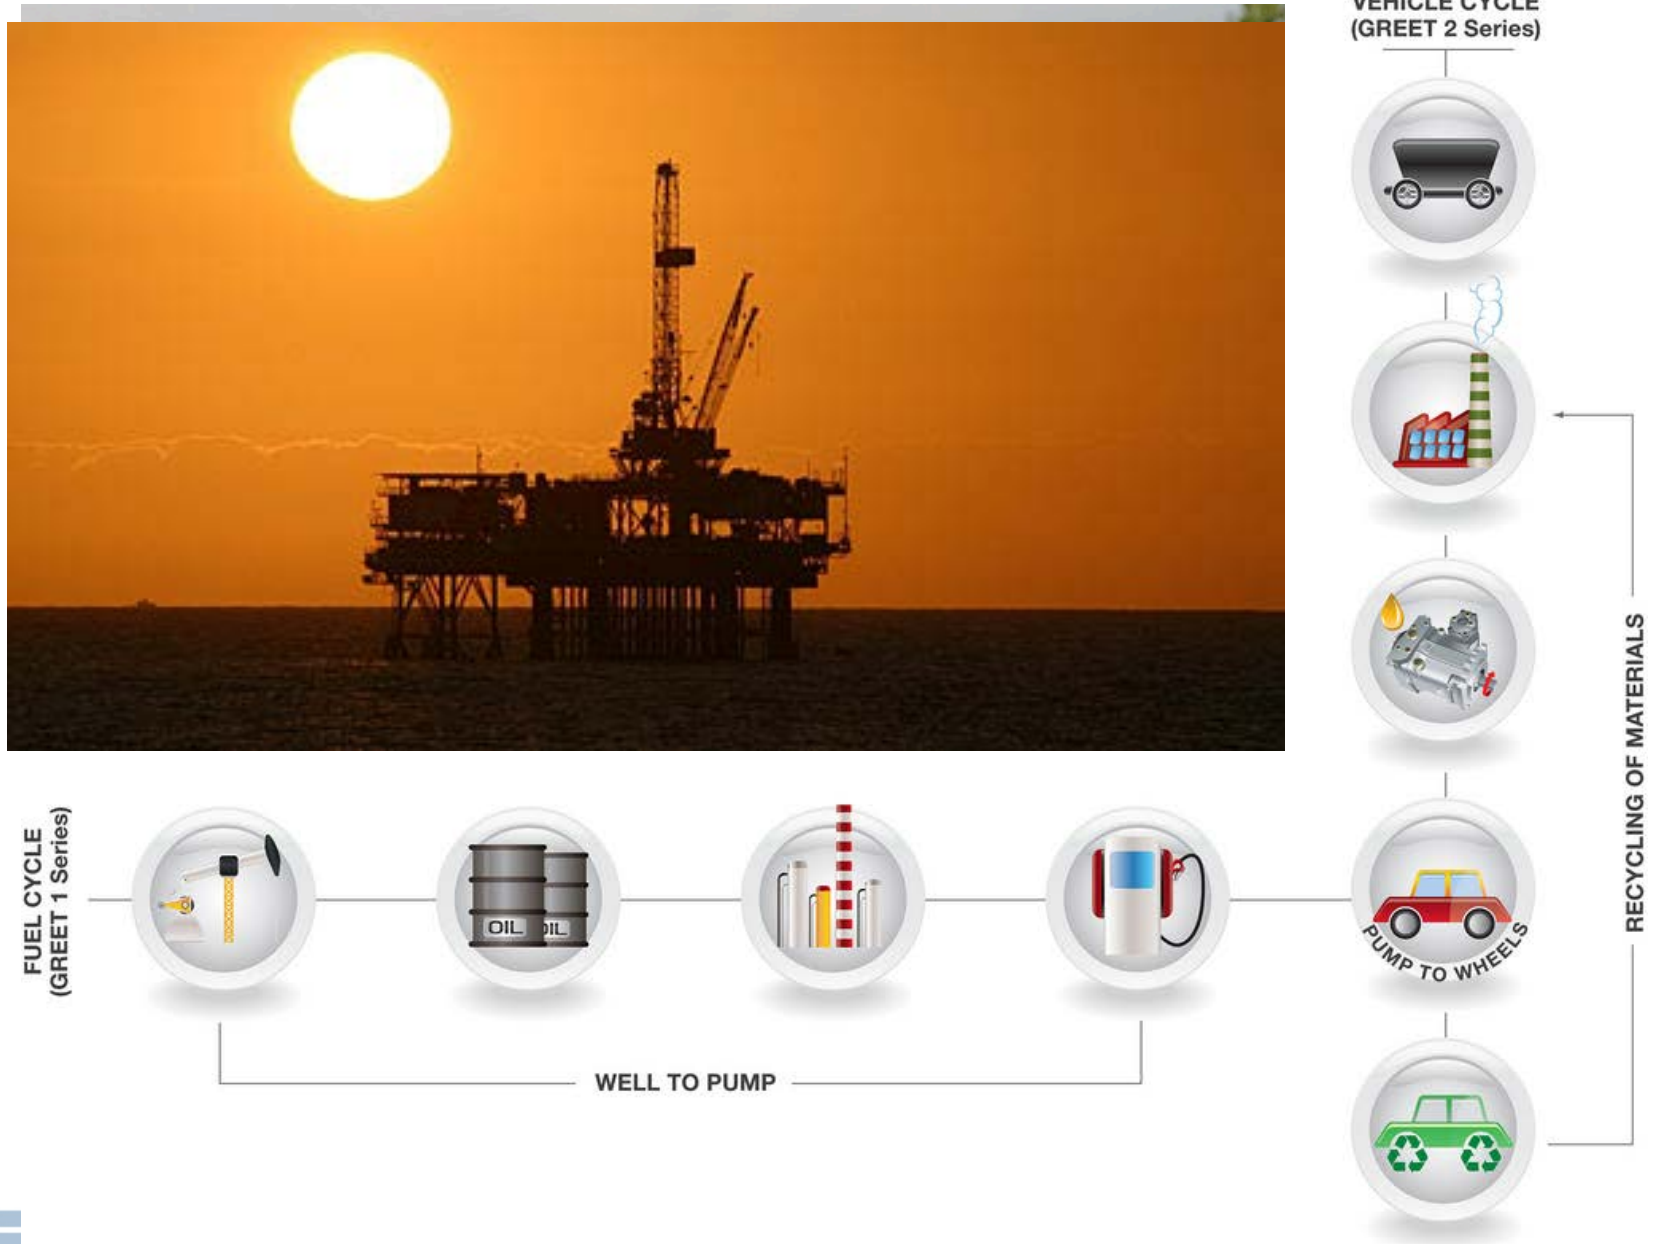 VEHICLE CYCLE
(GREET 2 Series)
RECYCLING OF MATERIALS
FUEL CYCLE
(GREET 1 Series)
OIL
OIL
PUMP TO WHEELS
WELL TO PUMP